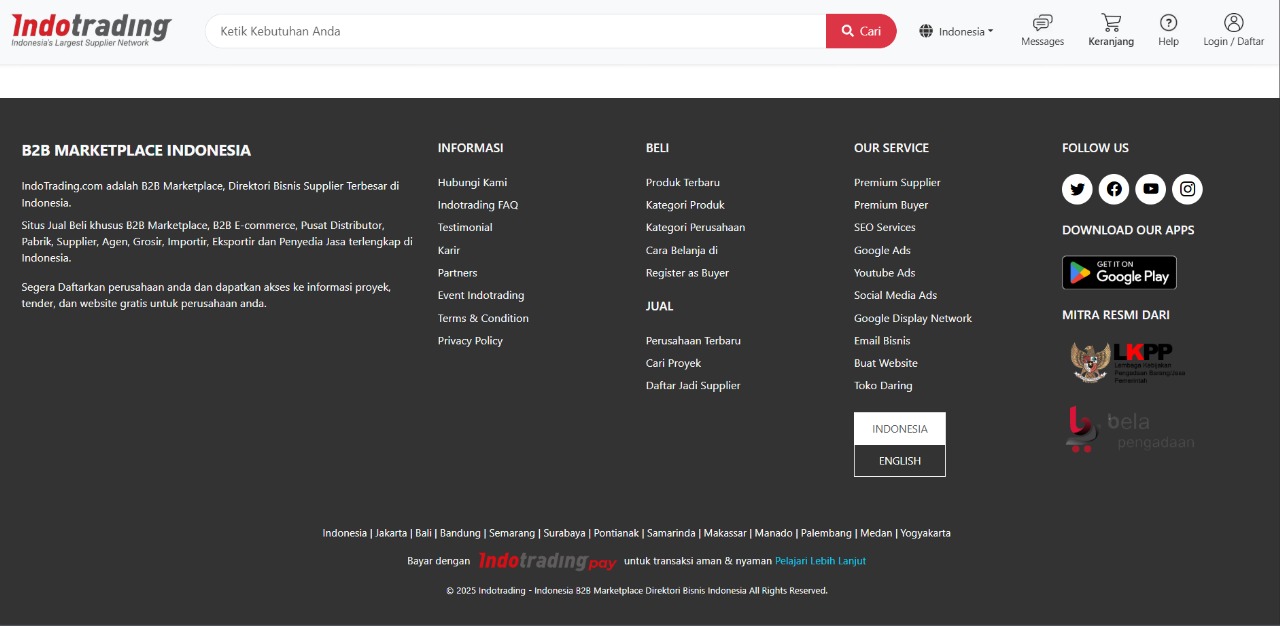 Indotrading
Indonesia's Largest Supplier Network
Ketik Kebutuhan Anda
Cari
Indonesia
Messages
Keranjang
Help
Login / Daftar
B2B MARKETPLACE INDONESIA
IndoTrading.com adalah B2B Marketplace, Direktori Bisnis Supplier Terbesar di
Indonesia.
Situs Jual Beli khusus B2B Marketplace, B2B E-commerce, Pusat Distributor,
Pabrik, Supplier, Agen, Grosir, Importir, Eksportir dan Penyedia Jasa terlengkap di
Indonesia.
Segera Daftarkan perusahaan anda dan dapatkan akses ke informasi proyek,
tender, dan website gratis untuk perusahaan anda.
INFORMASI
Hubungi Kami
Indotrading FAQ
Testimonial
Karir
Partners
Event Indotrading
Terms & Condition
Privacy Policy
BELI
Produk Terbaru
Kategori Produk
Kategori Perusahaan
Cara Belanja di
Register as Buyer
JUAL
Perusahaan Terbaru
Cari Proyek
Daftar Jadi Supplier
OUR SERVICE
Premium Supplier
Premium Buyer
SEO Services
Google Ads
Youtube Ads
Social Media Ads
Google Display Network
Email Bisnis
Buat Website
Toko Daring
INDONESIA
ENGLISH
FOLLOW US
DOWNLOAD OUR APPS
GET IT ON
Google Play
MITRA RESMI DARI
LKPP
Lembaga Kebijakan
Pengadaan Barang/Jasa
Pemerintah
bela
pengadaan
Indonesia | Jakarta | Bali | Bandung | Semarang | Surabaya | Pontianak | Samarinda | Makassar | Manado | Palembang | Medan | Yogyakarta
Bayar dengan Indotrading pay untuk transaksi aman & nyaman Pelajari Lebih Lanjut
© 2025 Indotrading - Indonesia B2B Marketplace Direktori Bisnis Indonesia All Rights Reserved.